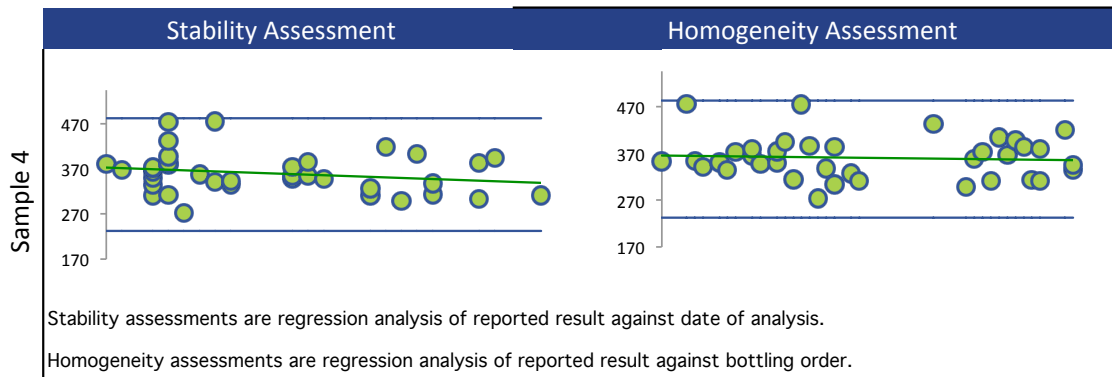 Stability Assessment
Homogeneity Assessment
Sample 4
470
370
270
170
470
370
270
170
Stability assessments are regression analysis of reported result against date of analysis.
Homogeneity assessments are regression analysis of reported result against bottling order.